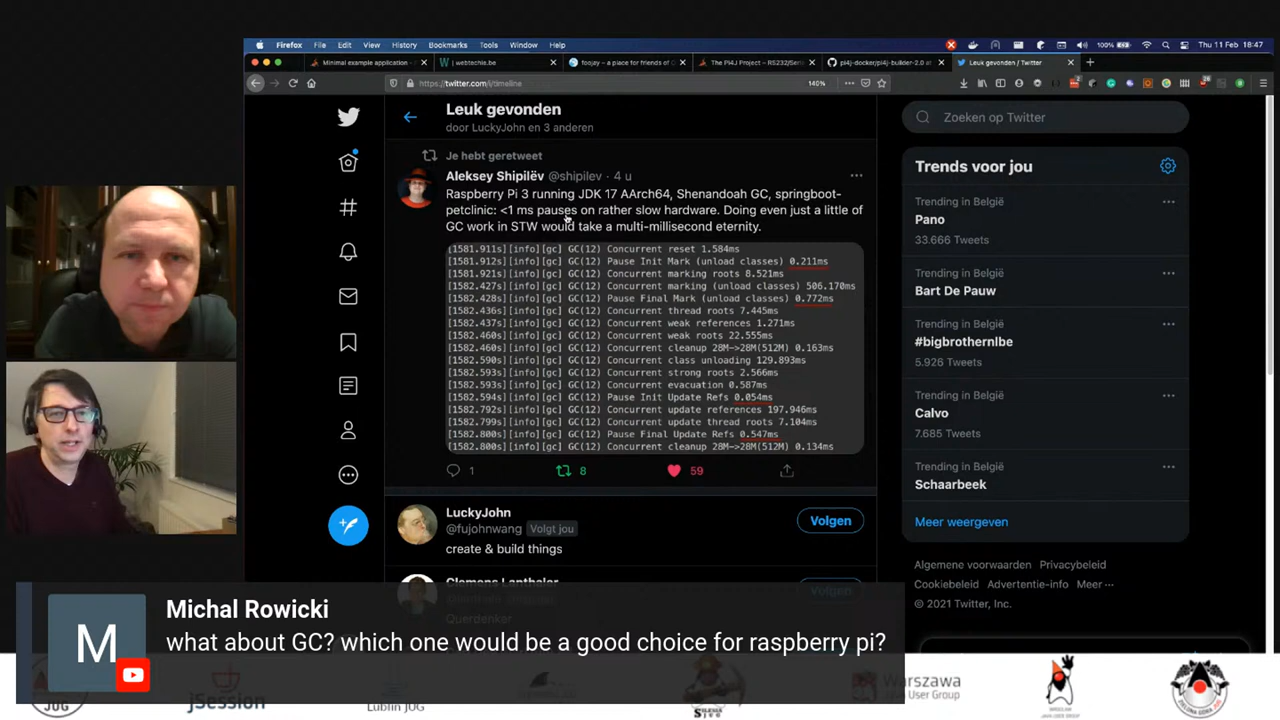 Firefox File Edit View History Bookmarks Tools Window Help
100% Thu 11 Feb 18:47
Minimal example application -
| webtechie.be
foojay – a place for friends of O
The Pi4J Project – RS232/Seri
pi4j-docker/pi4j-builder-2.0 at
Leuk gevonden / Twitter
https://twitter.com/i/timeline
140%
Leuk gevonden
door LuckyJohn en 3 anderen
Je hebt geretweet
Aleksey Shipilëv @shipilev · 4 u
Raspberry Pi 3 running JDK 17 AArch64, Shenandoah GC, springboot-
petclinic: <1 ms pauses on rather slow hardware. Doing even just a little of
GC work in STW would take a multi-millisecond eternity.
[1581.911s][info][gc] GC(12) Concurrent reset 1.584ms
[1581.912s][info][gc] GC(12) Pause Init Mark (unload classes) 0.211ms
[1581.921s][info][gc] GC(12) Concurrent marking roots 8.521ms
[1582.427s][info][gc] GC(12) Concurrent marking (unload classes) 506.170ms
[1582.428s][info][gc] GC(12) Pause Final Mark (unload classes) 0.772ms
[1582.436s][info][gc] GC(12) Concurrent thread roots 7.445ms
[1582.437s][info][gc] GC(12) Concurrent weak references 1.271ms
[1582.460s][info][gc] GC(12) Concurrent weak roots 22.555ms
[1582.460s][info][gc] GC(12) Concurrent cleanup 28M->28M(512M) 0.163ms
[1582.590s][info][gc] GC(12) Concurrent class unloading 129.893ms
[1582.593s][info][gc] GC(12) Concurrent strong roots 2.566ms
[1582.593s][info][gc] GC(12) Concurrent evacuation 0.587ms
[1582.594s][info][gc] GC(12) Pause Init Update Refs 0.054ms
[1582.792s][info][gc] GC(12) Concurrent update references 197.946ms
[1582.799s][info][gc] GC(12) Concurrent update thread roots 7.104ms
[1582.800s][info][gc] GC(12) Pause Final Update Refs 0.547ms
[1582.800s][info][gc] GC(12) Concurrent cleanup 28M->28M(512M) 0.134ms
1 8 59
LuckyJohn
@fujohnwang Volgt jou
Volgen
create & build things
Clemens Lanthaler
Volgen
Querdenker
Zoeken op Twitter
Trends voor jou
Trending in België
Pano
33.666 Tweets
Trending in België
Bart De Pauw
Trending in België
#bigbrothernlbe
5.926 Tweets
Trending in België
Calvo
7.685 Tweets
Trending in België
Schaarbeek
Meer weergeven
Algemene voorwaarden Privacybeleid
Cookiebeleid Advertentie-info Meer
© 2021 Twitter, Inc.
M
Michal Rowicki
what about GC? which one would be a good choice for raspberry pi?
JUG
jSession
Lublin JUG
Warszawa
Java User Group